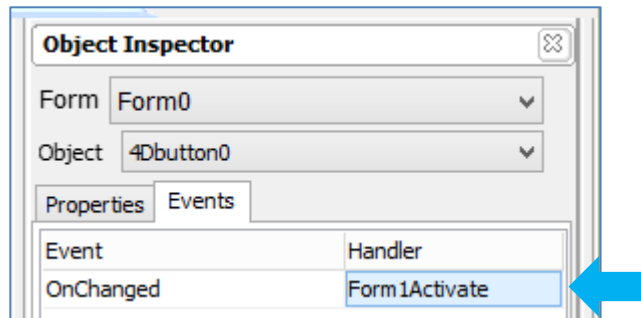 Object Inspector
Form Form0
Object 4Dbutton0
Properties Events
Event Handler
OnChanged Form1Activate